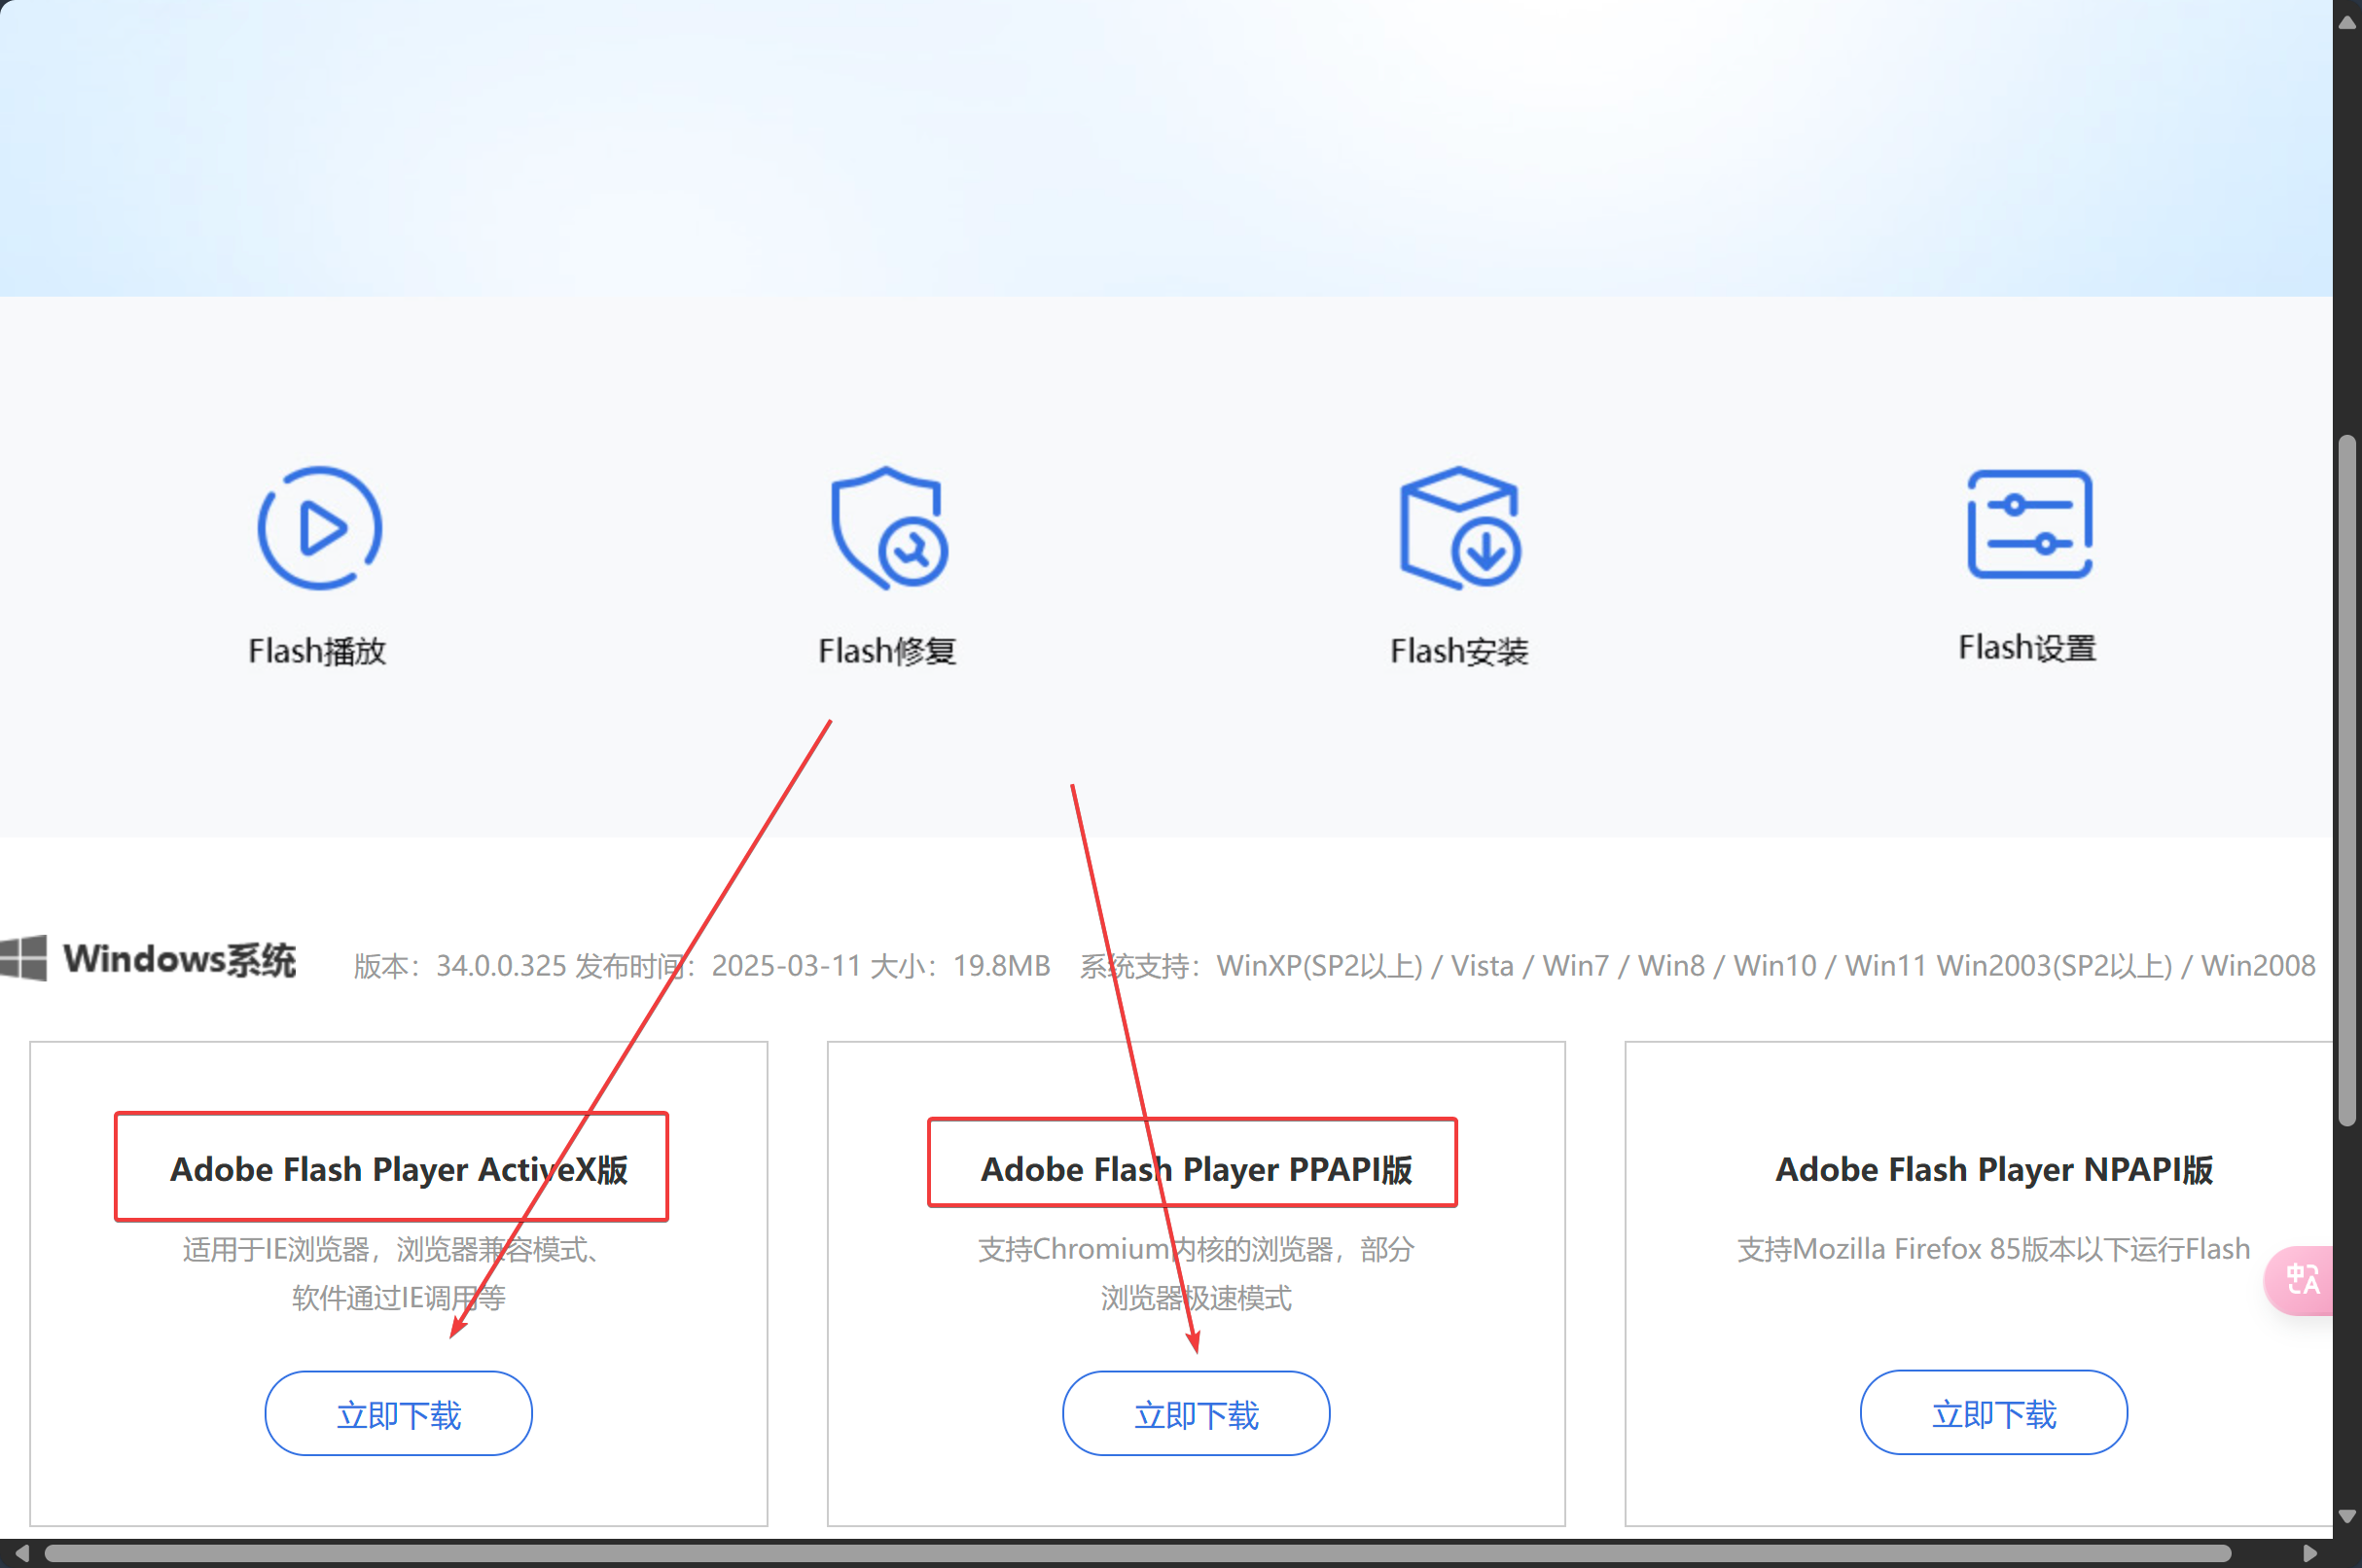 Flash播放
Flash修复
Flash安装
Flash设置
Windows系统
版本：34.0.0.325 发布时间：2025-03-11 大小：19.8MB 系统支持：WinXP(SP2以上) / Vista / Win7 / Win8 / Win10 / Win11 Win2003(SP2以上) / Win2008
Adobe Flash Player ActiveX版
适用于IE浏览器，浏览器兼容模式、
软件通过IE调用等
立即下载
Adobe Flash Player PPAPI版
支持Chromium内核的浏览器，部分
浏览器极速模式
立即下载
Adobe Flash Player NPAPI版
支持Mozilla Firefox 85版本以下运行Flash
立即下载
中A